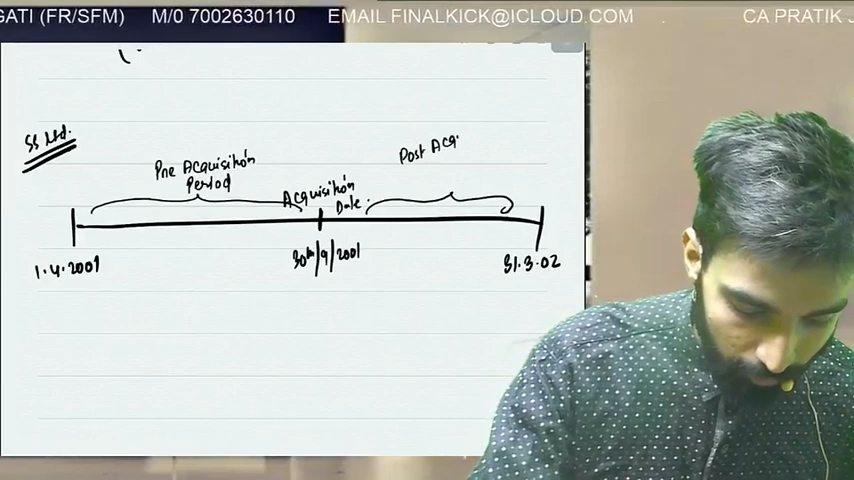 GATI (FR/SFM) M/0 7002630110 EMAIL FINALKICK@ICLOUD.COM CA PRATIK J
SS Ltd.
Pre Acquisition
Period
Acquisition
Date.
Post Acq.
1.4.2001
30th/9/2001
31.3.02